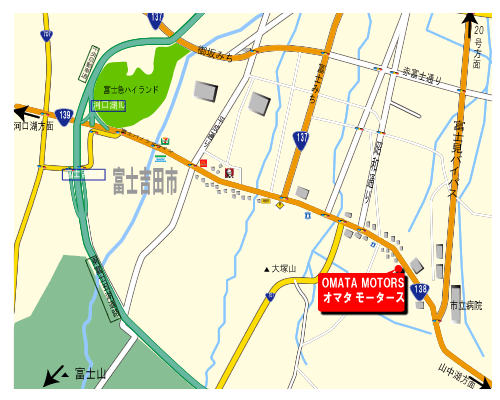 137
137
御坂みち
20号方面
富士みち
赤富士通り
富士急ハイランド
139
河口湖IC
河口湖方面
137
富士見バイパス
富士吉田市
▲大塚山
OMATA MOTORS
オマタ モータース
138
市立病院
山中湖方面
富士山